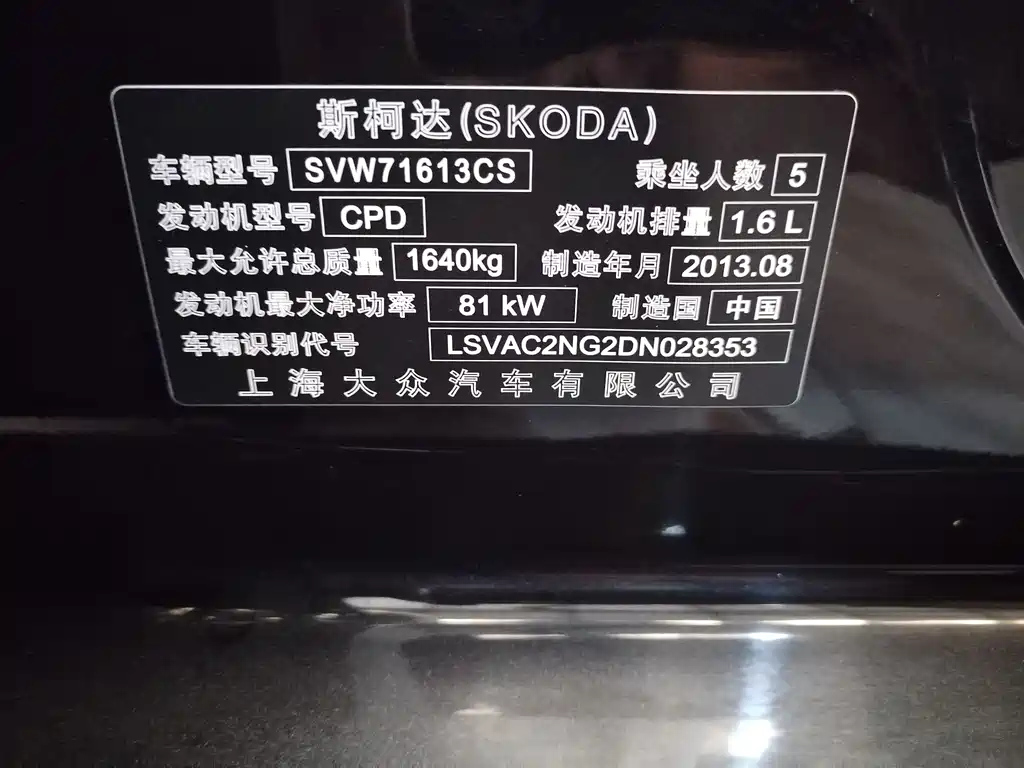 斯柯达(SKODA)
车辆型号 SVW71613CS 乘坐人数 5
发动机型号 CPD 发动机排量 1.6 L
最大允许总质量 1640kg 制造年月 2013.08
发动机最大净功率 81 kW 制造国 中国
车辆识别代号 LSVAC2NG2DN028353
上海大众汽车有限公司